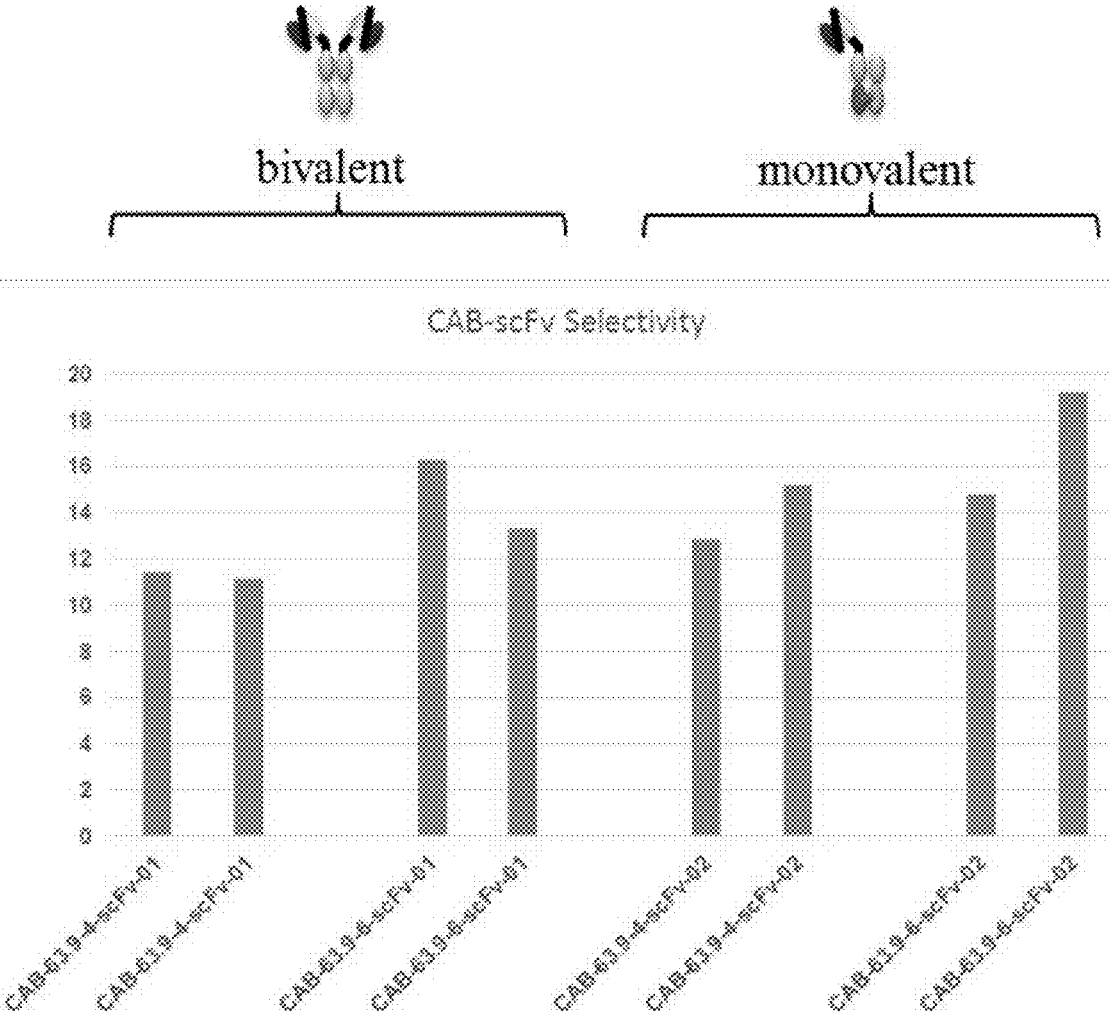 bivalent monovalent
CAB-scFv Selectivity
20
18
16
14
12
10
8
6
4
2
0
CAB-63.9-4-scFv-01
CAB-63.9-4-scFv-01
CAB-63.9-6-scFv-01
CAB-63.9-6-scFv-01
CAB-63.9-4-scFv-02
CAB-63.9-4-scFv-02
CAB-63.9-6-scFv-02
CAB-63.9-6-scFv-02